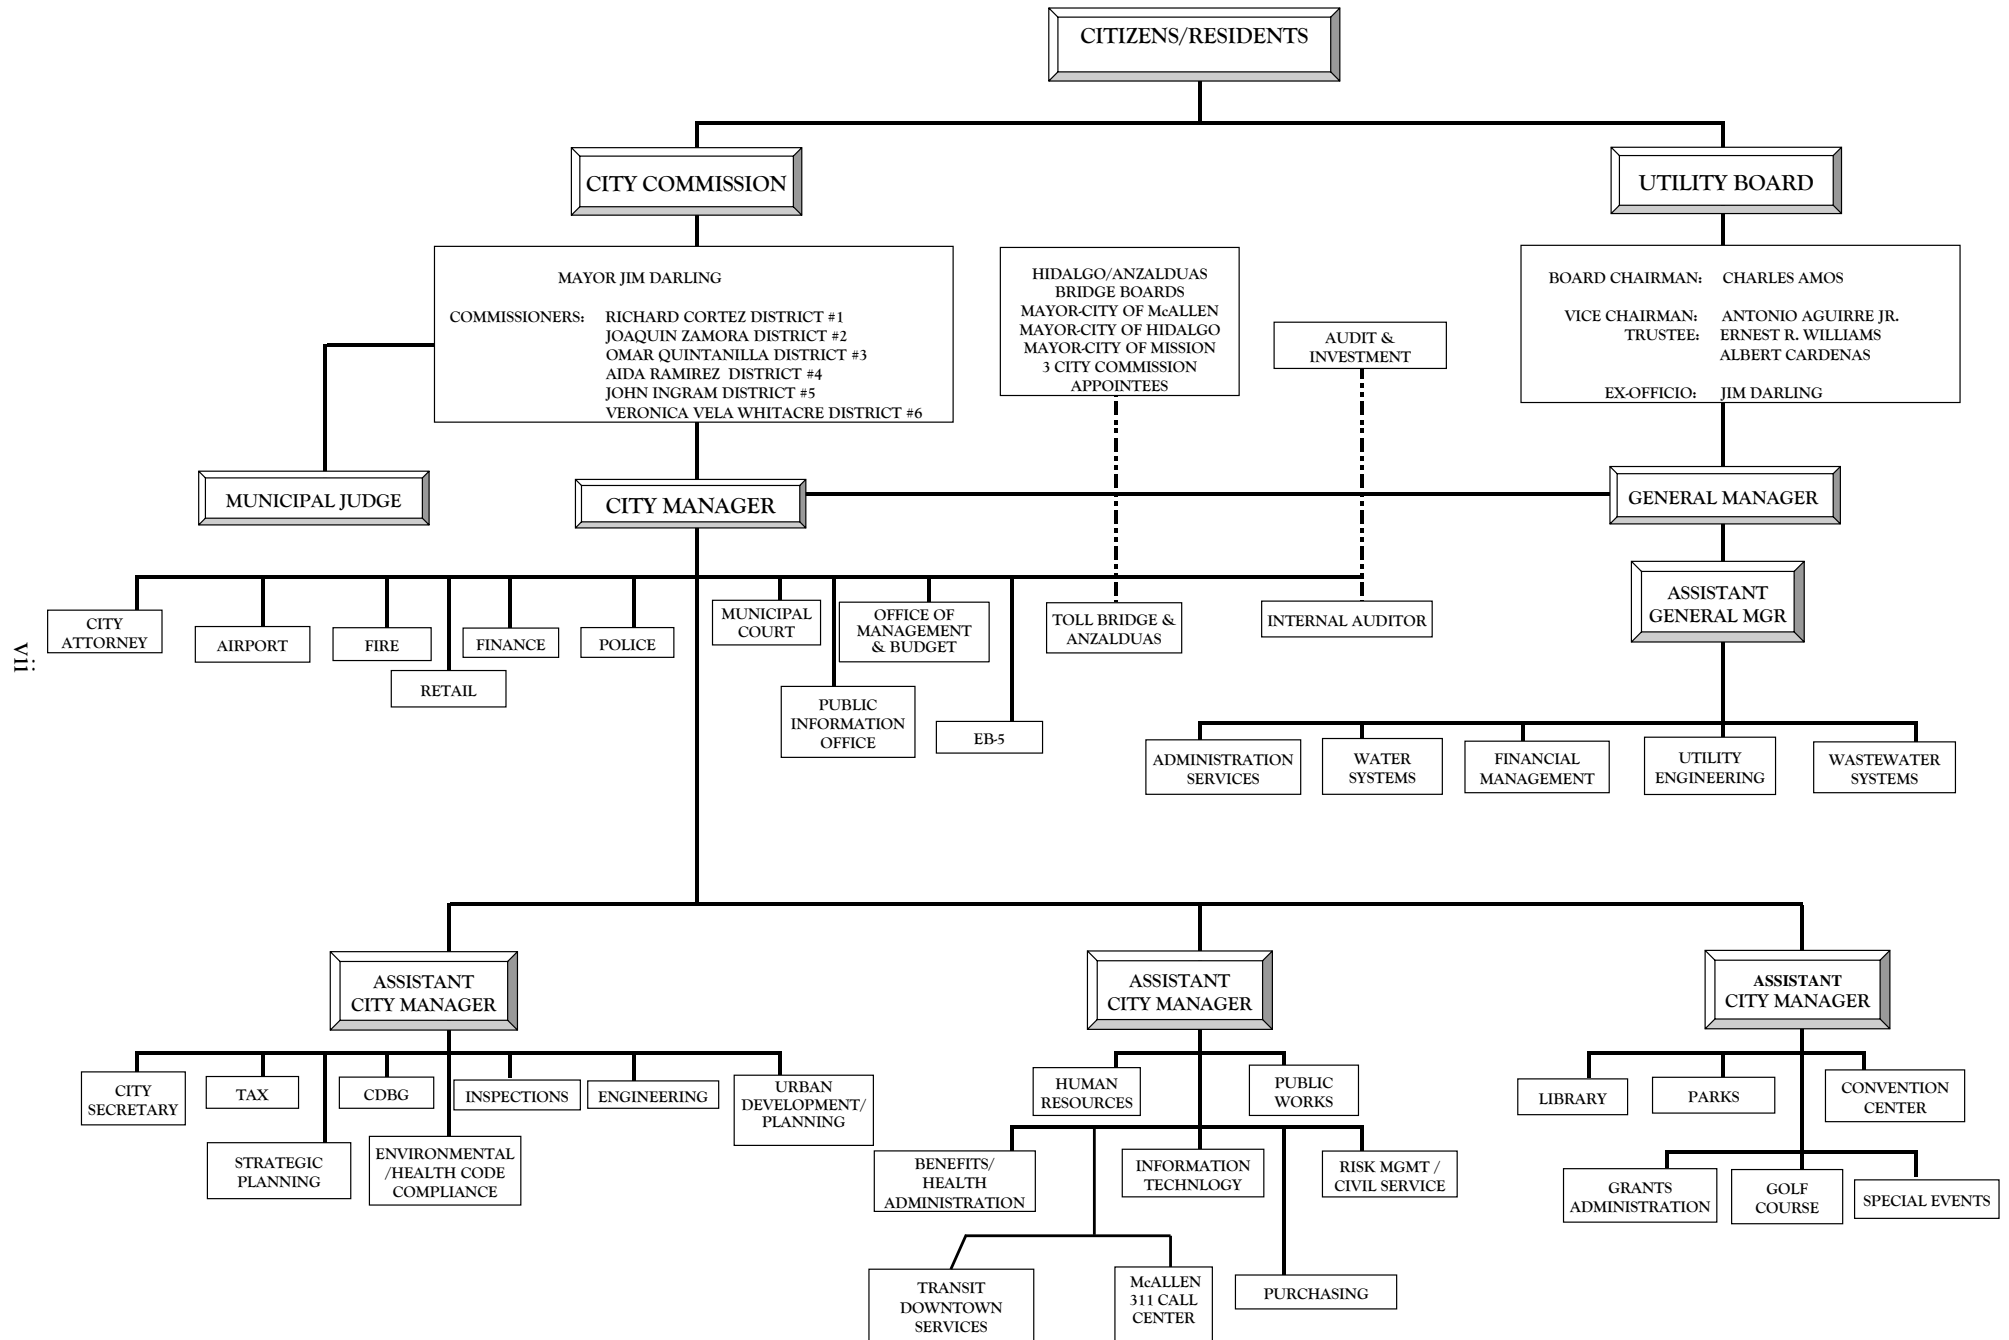 CITIZENS/RESIDENTS
CITY COMMISSION
UTILITY BOARD
MAYOR JIM DARLING
COMMISSIONERS: RICHARD CORTEZ DISTRICT #1
JOAQUIN ZAMORA DISTRICT #2
OMAR QUINTANILLA DISTRICT #3
AIDA RAMIREZ DISTRICT #4
JOHN INGRAM DISTRICT #5
VERONICA VELA WHITACRE DISTRICT #6
HIDALGO/ANZALDUAS
BRIDGE BOARDS
MAYOR-CITY OF McALLEN
MAYOR-CITY OF HIDALGO
MAYOR-CITY OF MISSION
3 CITY COMMISSION
APPOINTEES
AUDIT &
INVESTMENT
BOARD CHAIRMAN: CHARLES AMOS
VICE CHAIRMAN: ANTONIO AGUIRRE JR.
TRUSTEE: ERNEST R. WILLIAMS
ALBERT CARDENAS
EX-OFFICIO: JIM DARLING
MUNICIPAL JUDGE
CITY MANAGER
GENERAL MANAGER
ASSISTANT
GENERAL MGR
CITY
ATTORNEY
AIRPORT
FIRE
RETAIL
FINANCE
POLICE
MUNICIPAL
COURT
PUBLIC
INFORMATION
OFFICE
OFFICE OF
MANAGEMENT
& BUDGET
EB-5
TOLL BRIDGE &
ANZALDUAS
INTERNAL AUDITOR
vii
ADMINISTRATION
SERVICES
WATER
SYSTEMS
FINANCIAL
MANAGEMENT
UTILITY
ENGINEERING
WASTEWATER
SYSTEMS
ASSISTANT
CITY MANAGER
ASSISTANT
CITY MANAGER
ASSISTANT
CITY MANAGER
CITY
SECRETARY
TAX
STRATEGIC
PLANNING
CDBG
ENVIRONMENTAL
/HEALTH CODE
COMPLIANCE
INSPECTIONS
ENGINEERING
URBAN
DEVELOPMENT/
PLANNING
HUMAN
RESOURCES
PUBLIC
WORKS
BENEFITS/
HEALTH
ADMINISTRATION
INFORMATION
TECHNLOGY
RISK MGMT /
CIVIL SERVICE
TRANSIT
DOWNTOWN
SERVICES
McALLEN
311 CALL
CENTER
PURCHASING
LIBRARY
PARKS
CONVENTION
CENTER
GRANTS
ADMINISTRATION
GOLF
COURSE
SPECIAL EVENTS